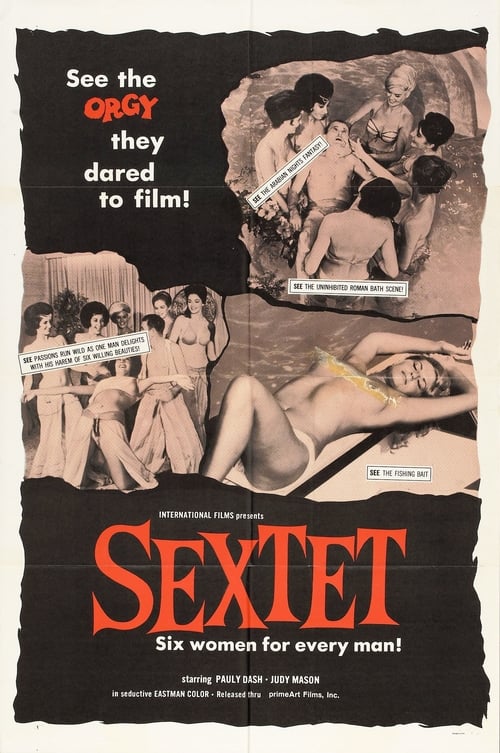 See the
ORGY
they
dared
to film!
SEE THE ARABIAN NIGHTS FANTASY!
SEE THE UNINHIBITED ROMAN BATH SCENE!
SEE PASSIONS RUN WILD AS ONE MAN DELIGHTS
WITH HIS HAREM OF SIX WILLING BEAUTIES!
SEE THE FISHING BAIT
INTERNATIONAL FILMS presents
SEXTET
Six women for every man!
starring PAULY DASH · JUDY MASON
in seductive EASTMAN COLOR · Released thru primeArt Films, Inc.